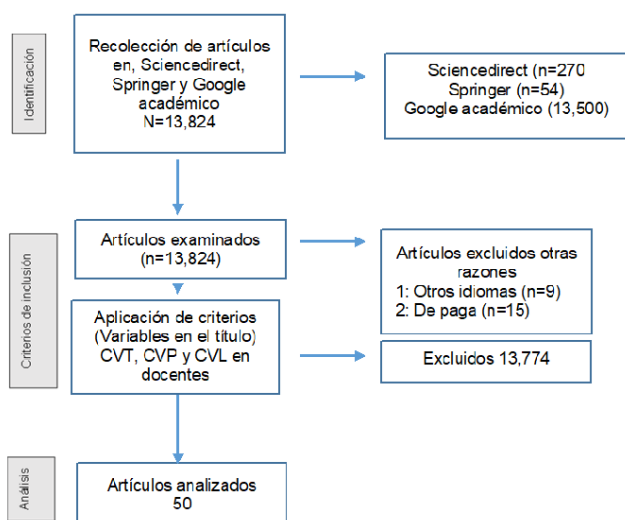 Identificación
Recolección de artículos
en, Sciencedirect,
Springer y Google
académico
N=13,824
Sciencedirect (n=270
Springer (n=54)
Google académico (13,500)
Criterios de inclusión
Artículos examinados
(n=13,824)
Artículos excluidos otras
razones
1: Otros idiomas (n=9)
2: De paga (n=15)
Aplicación de criterios
(Variables en el título)
CVT, CVP y CVL en
docentes
Excluidos 13,774
Análisis
Artículos analizados
50